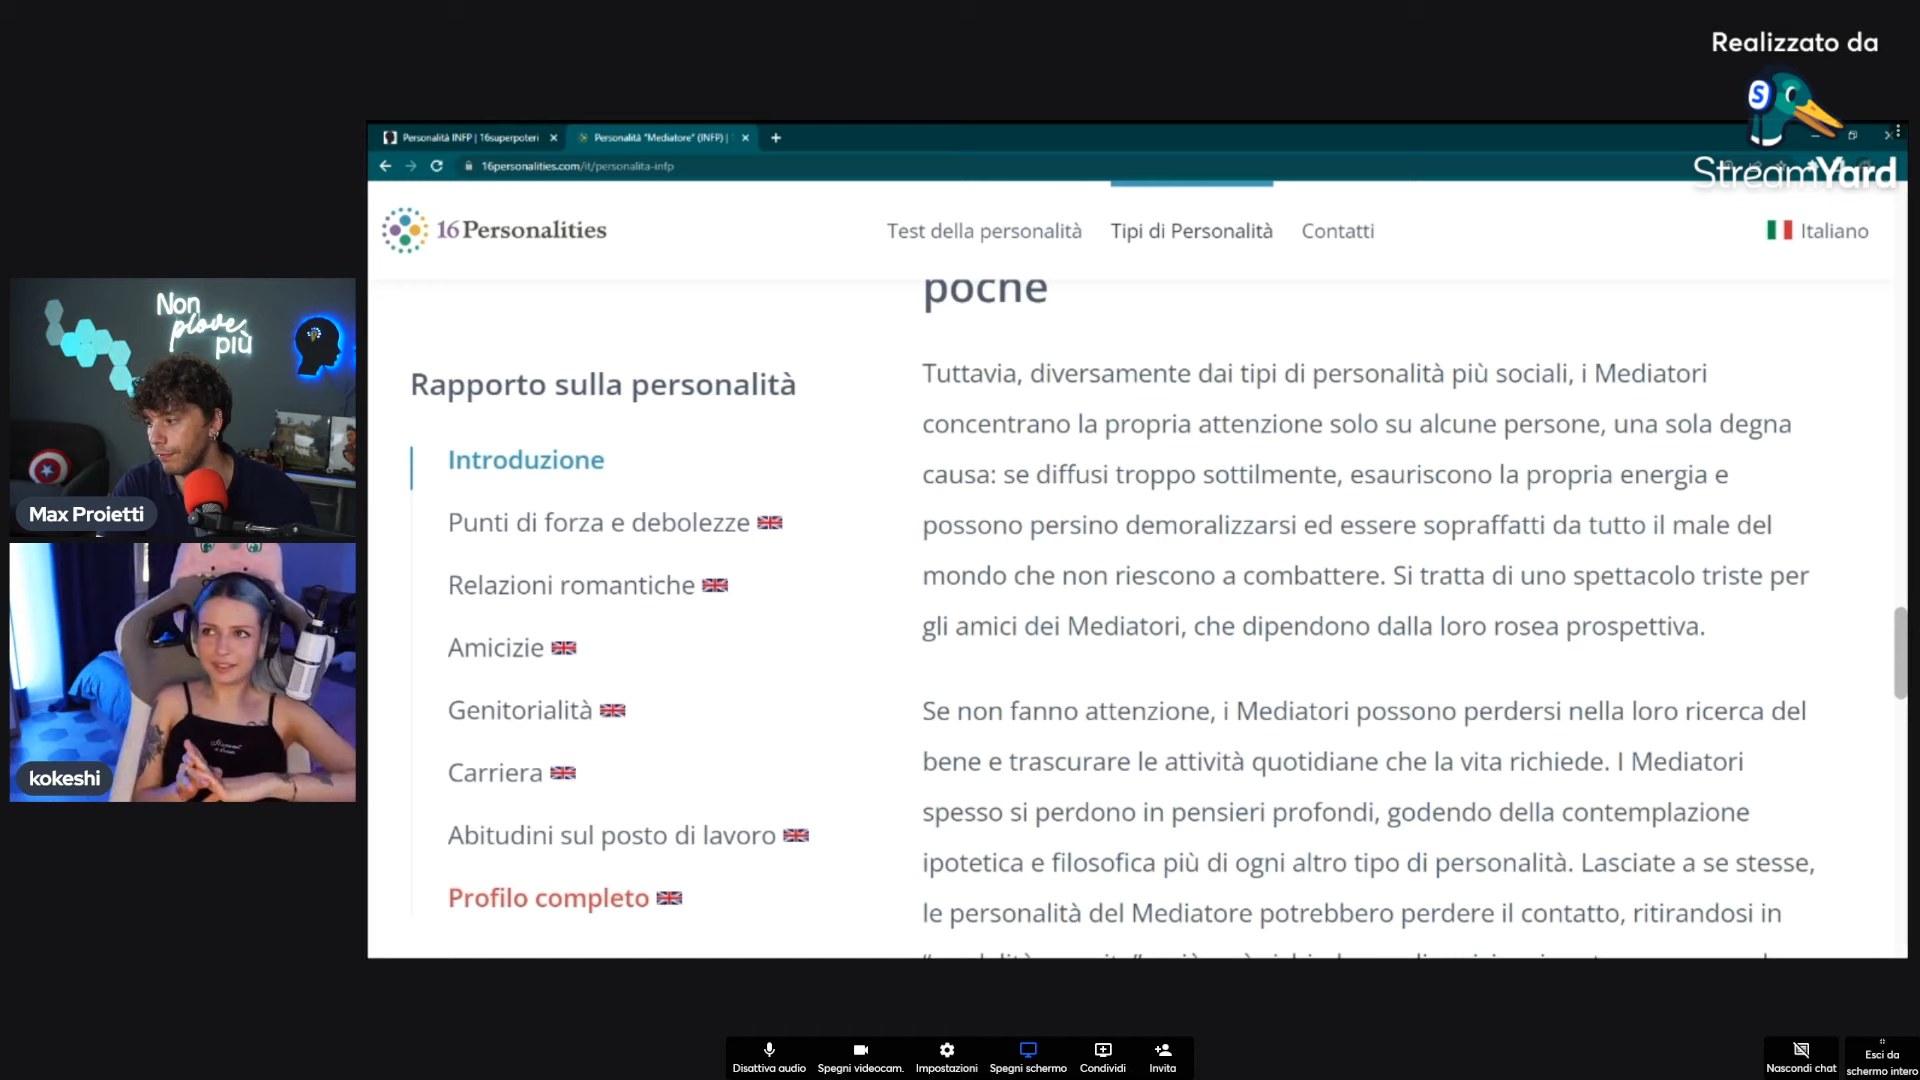 Realizzato da
StreamYard
Personalità INFP | 16superpoteri
Personalità "Mediatore" (INFP) |
16personalities.com/it/personalita-infp
16Personalities
Test della personalità
Tipi di Personalità
Contatti
Italiano
Non
piove
più
Max Proietti
kokeshi
Rapporto sulla personalità
Introduzione
Punti di forza e debolezze
Relazioni romantiche
Amicizie
Genitorialità
Carriera
Abitudini sul posto di lavoro
Profilo completo
poche
Tuttavia, diversamente dai tipi di personalità più sociali, i Mediatori
concentrano la propria attenzione solo su alcune persone, una sola degna
causa: se diffusi troppo sottilmente, esauriscono la propria energia e
possono persino demoralizzarsi ed essere sopraffatti da tutto il male del
mondo che non riescono a combattere. Si tratta di uno spettacolo triste per
gli amici dei Mediatori, che dipendono dalla loro rosea prospettiva.
Se non fanno attenzione, i Mediatori possono perdersi nella loro ricerca del
bene e trascurare le attività quotidiane che la vita richiede. I Mediatori
spesso si perdono in pensieri profondi, godendo della contemplazione
ipotetica e filosofica più di ogni altro tipo di personalità. Lasciate a se stesse,
le personalità del Mediatore potrebbero perdere il contatto, ritirandosi in
Disattiva audio
Spegni videocam.
Impostazioni
Spegni schermo
Condividi
Invita
Nascondi chat
Esci da
schermo intero